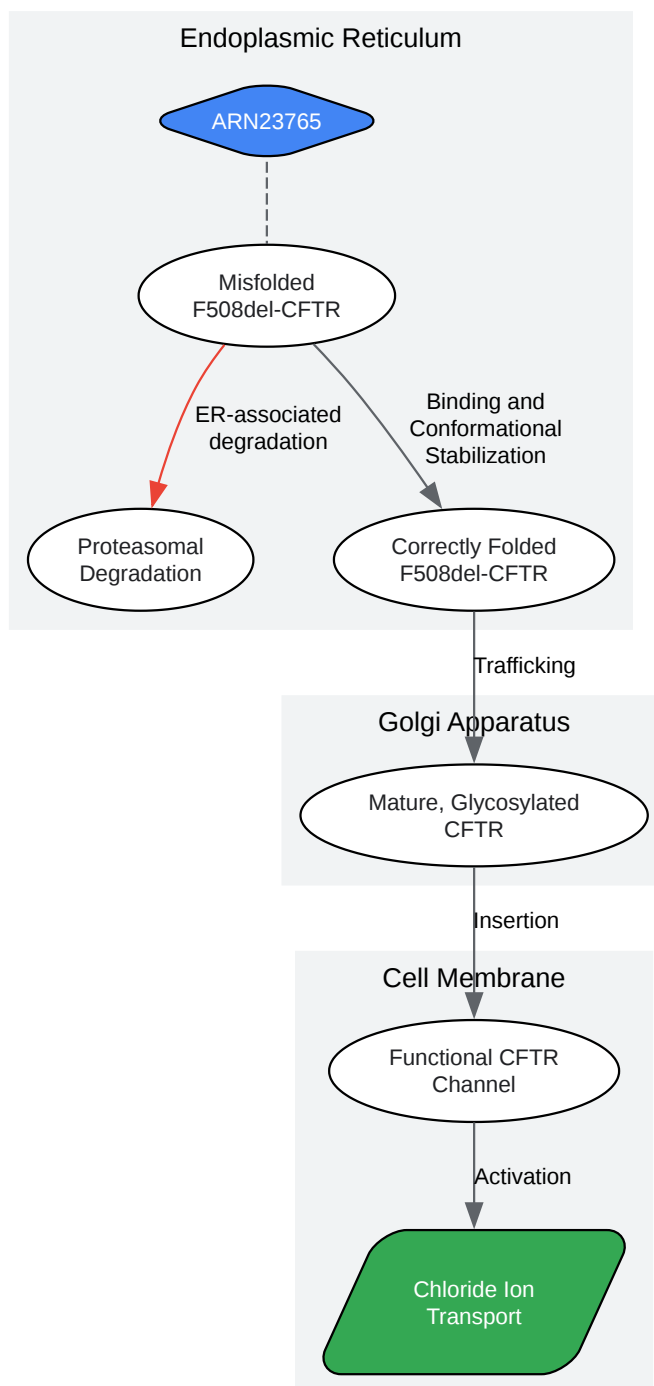 Endoplasmic Reticulum
ARN23765
Misfolded
F508del-CFTR
ER-associated
degradation
Binding and
Conformational
Stabilization
Proteasomal
Degradation
Correctly Folded
F508del-CFTR
Trafficking
Golgi Apparatus
Mature, Glycosylated
CFTR
Insertion
Cell Membrane
Functional CFTR
Channel
Activation
Chloride Ion
Transport